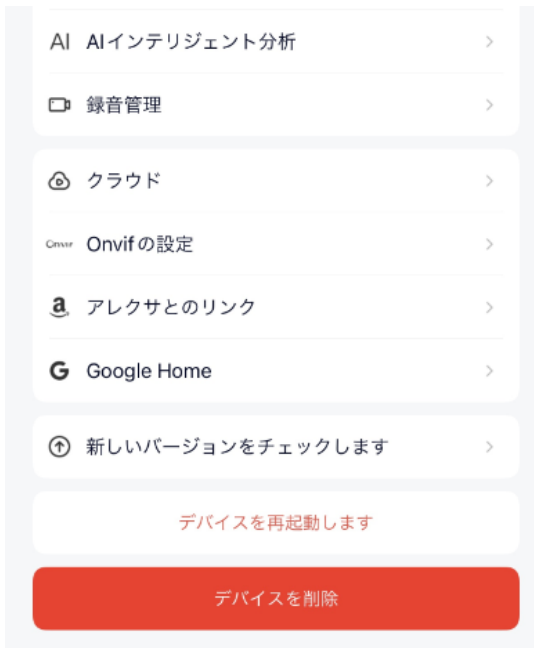 AI AIインテリジェント分析
録音管理
クラウド
Onvif Onvifの設定
アレクサとのリンク
Google Home
新しいバージョンをチェックします
デバイスを再起動します
デバイスを削除